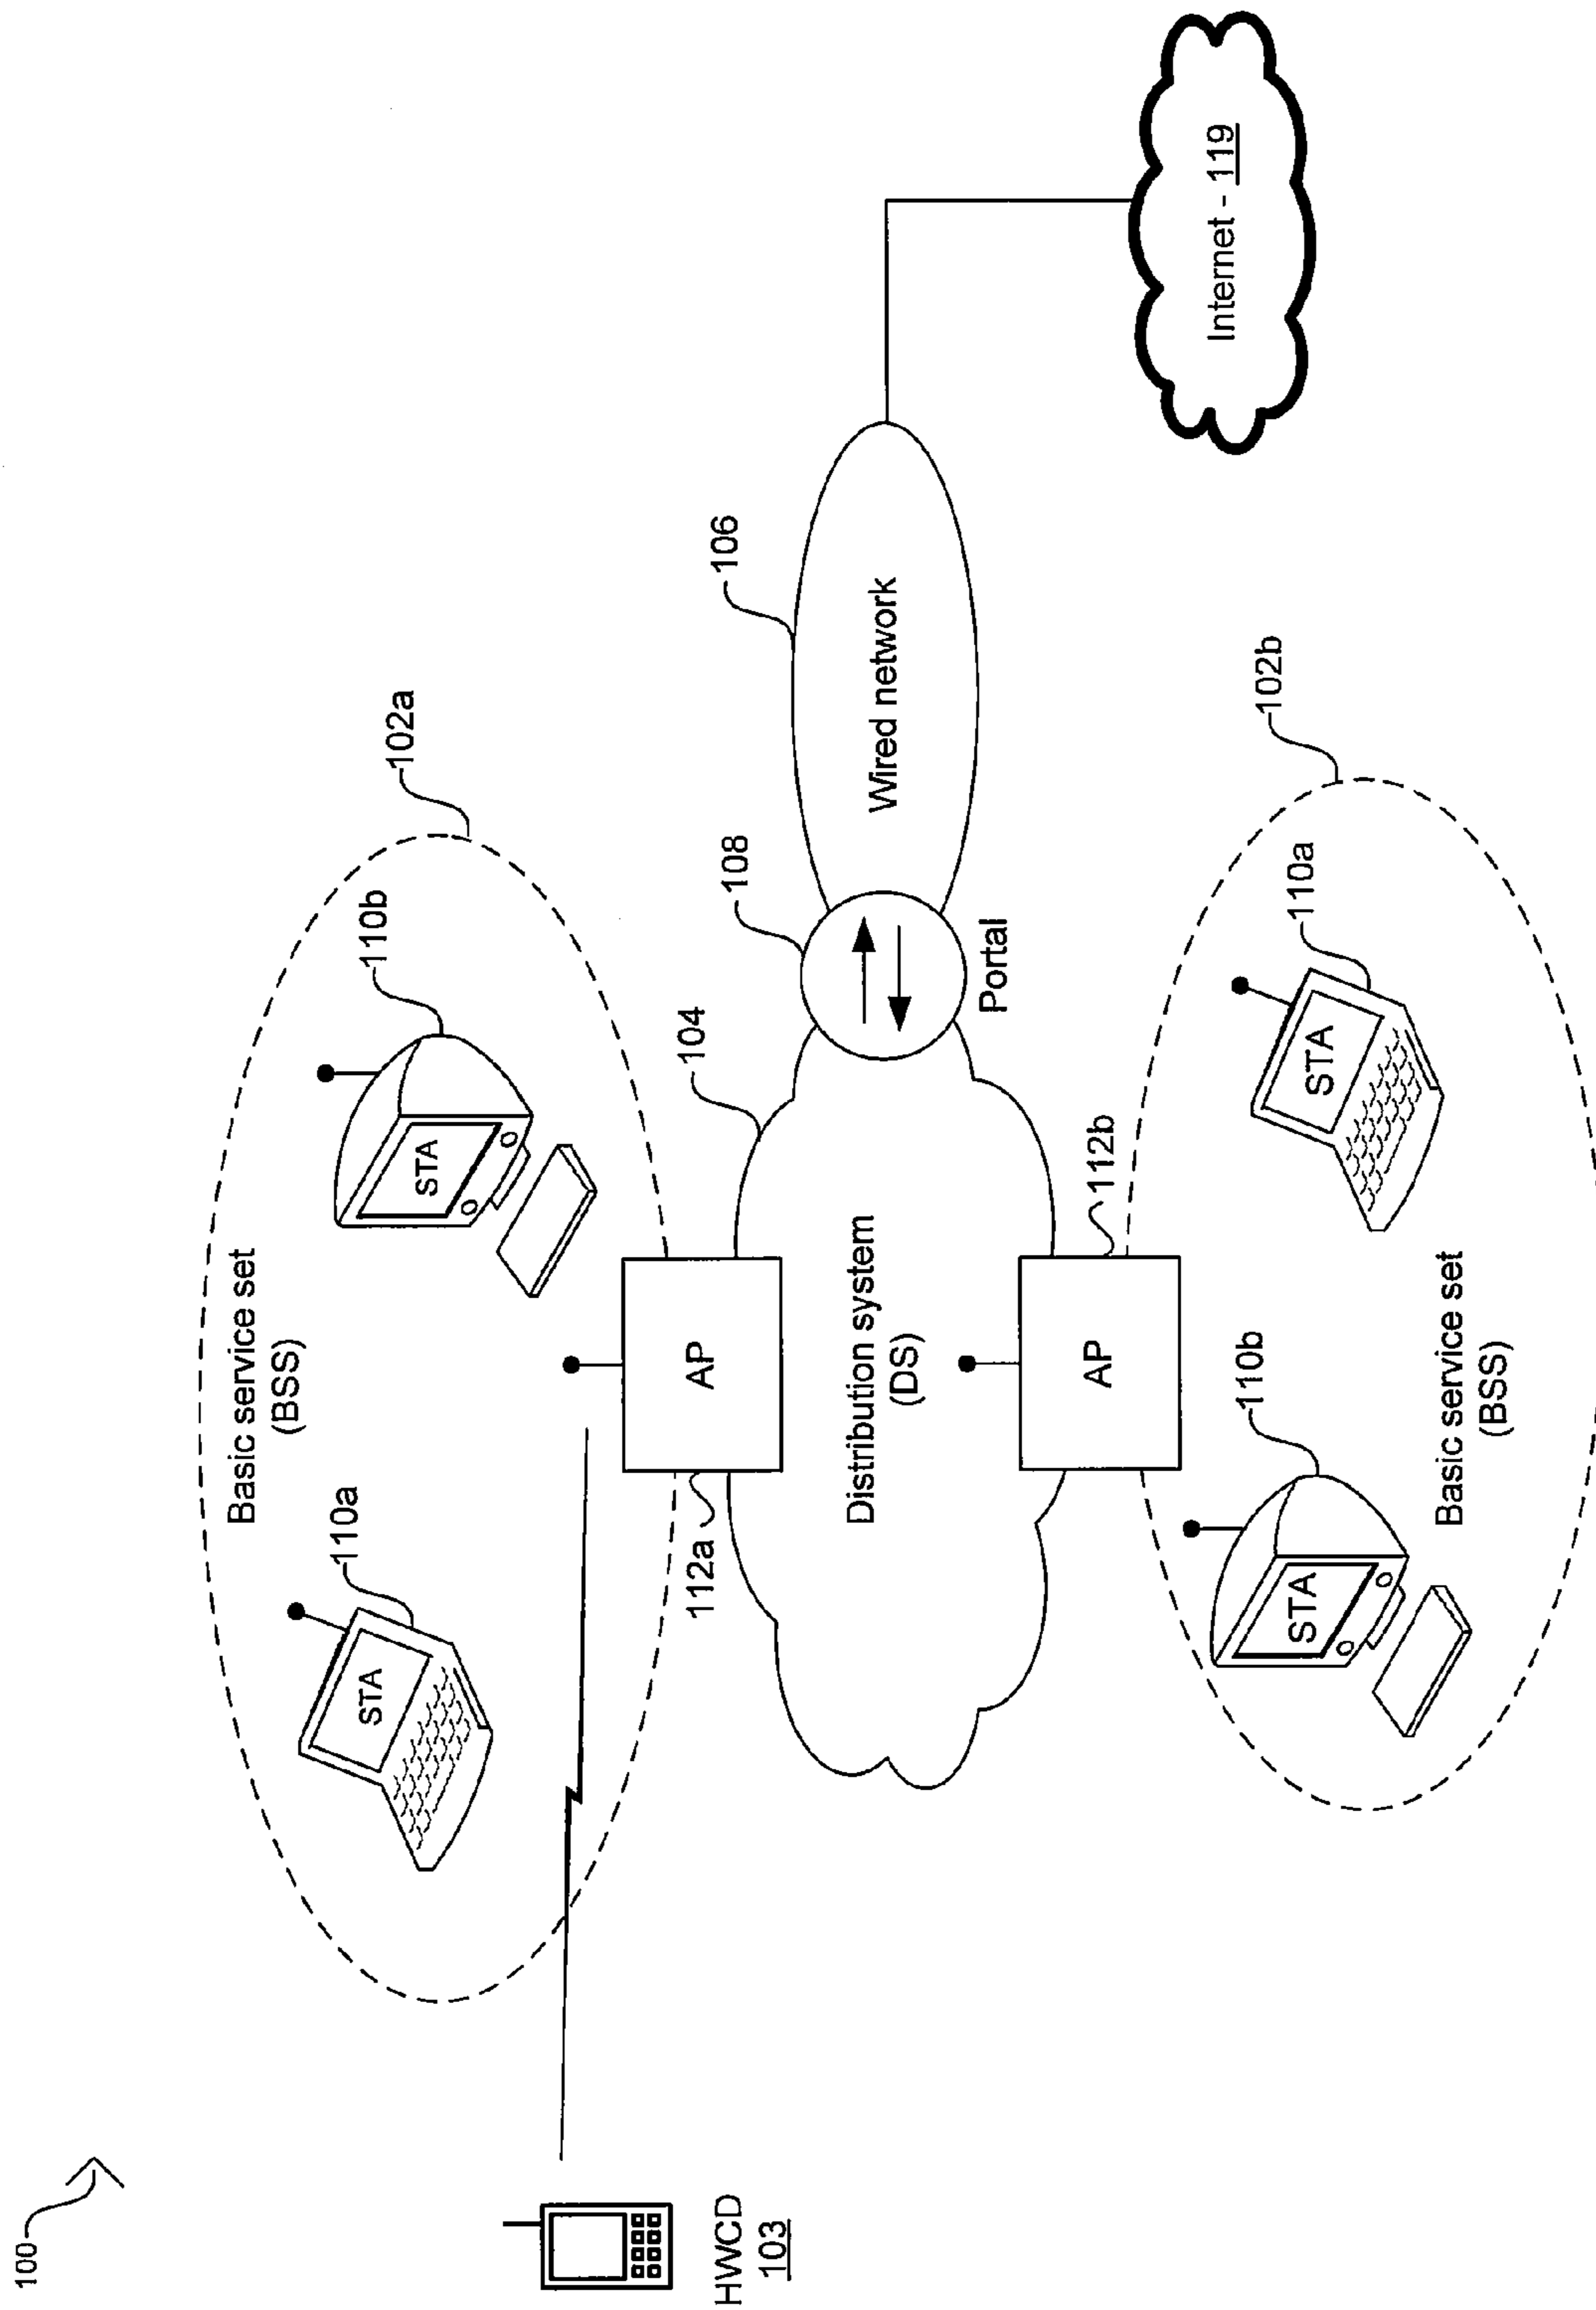 100
Basic service set
(BSS)
110a
110b
102a
STA
STA
112a
AP
104
108
106
HWCD
103
Distribution system
(DS)
Wired network
Portal
AP
112b
Internet - 119
110b
110a
102b
STA
STA
Basic service set
(BSS)